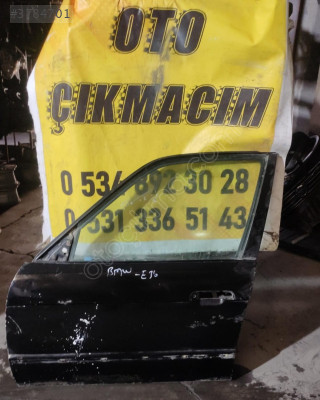 OTO
ÇIKMACIM
0 534 692 30 28
0 531 336 51 43
BMW -E36